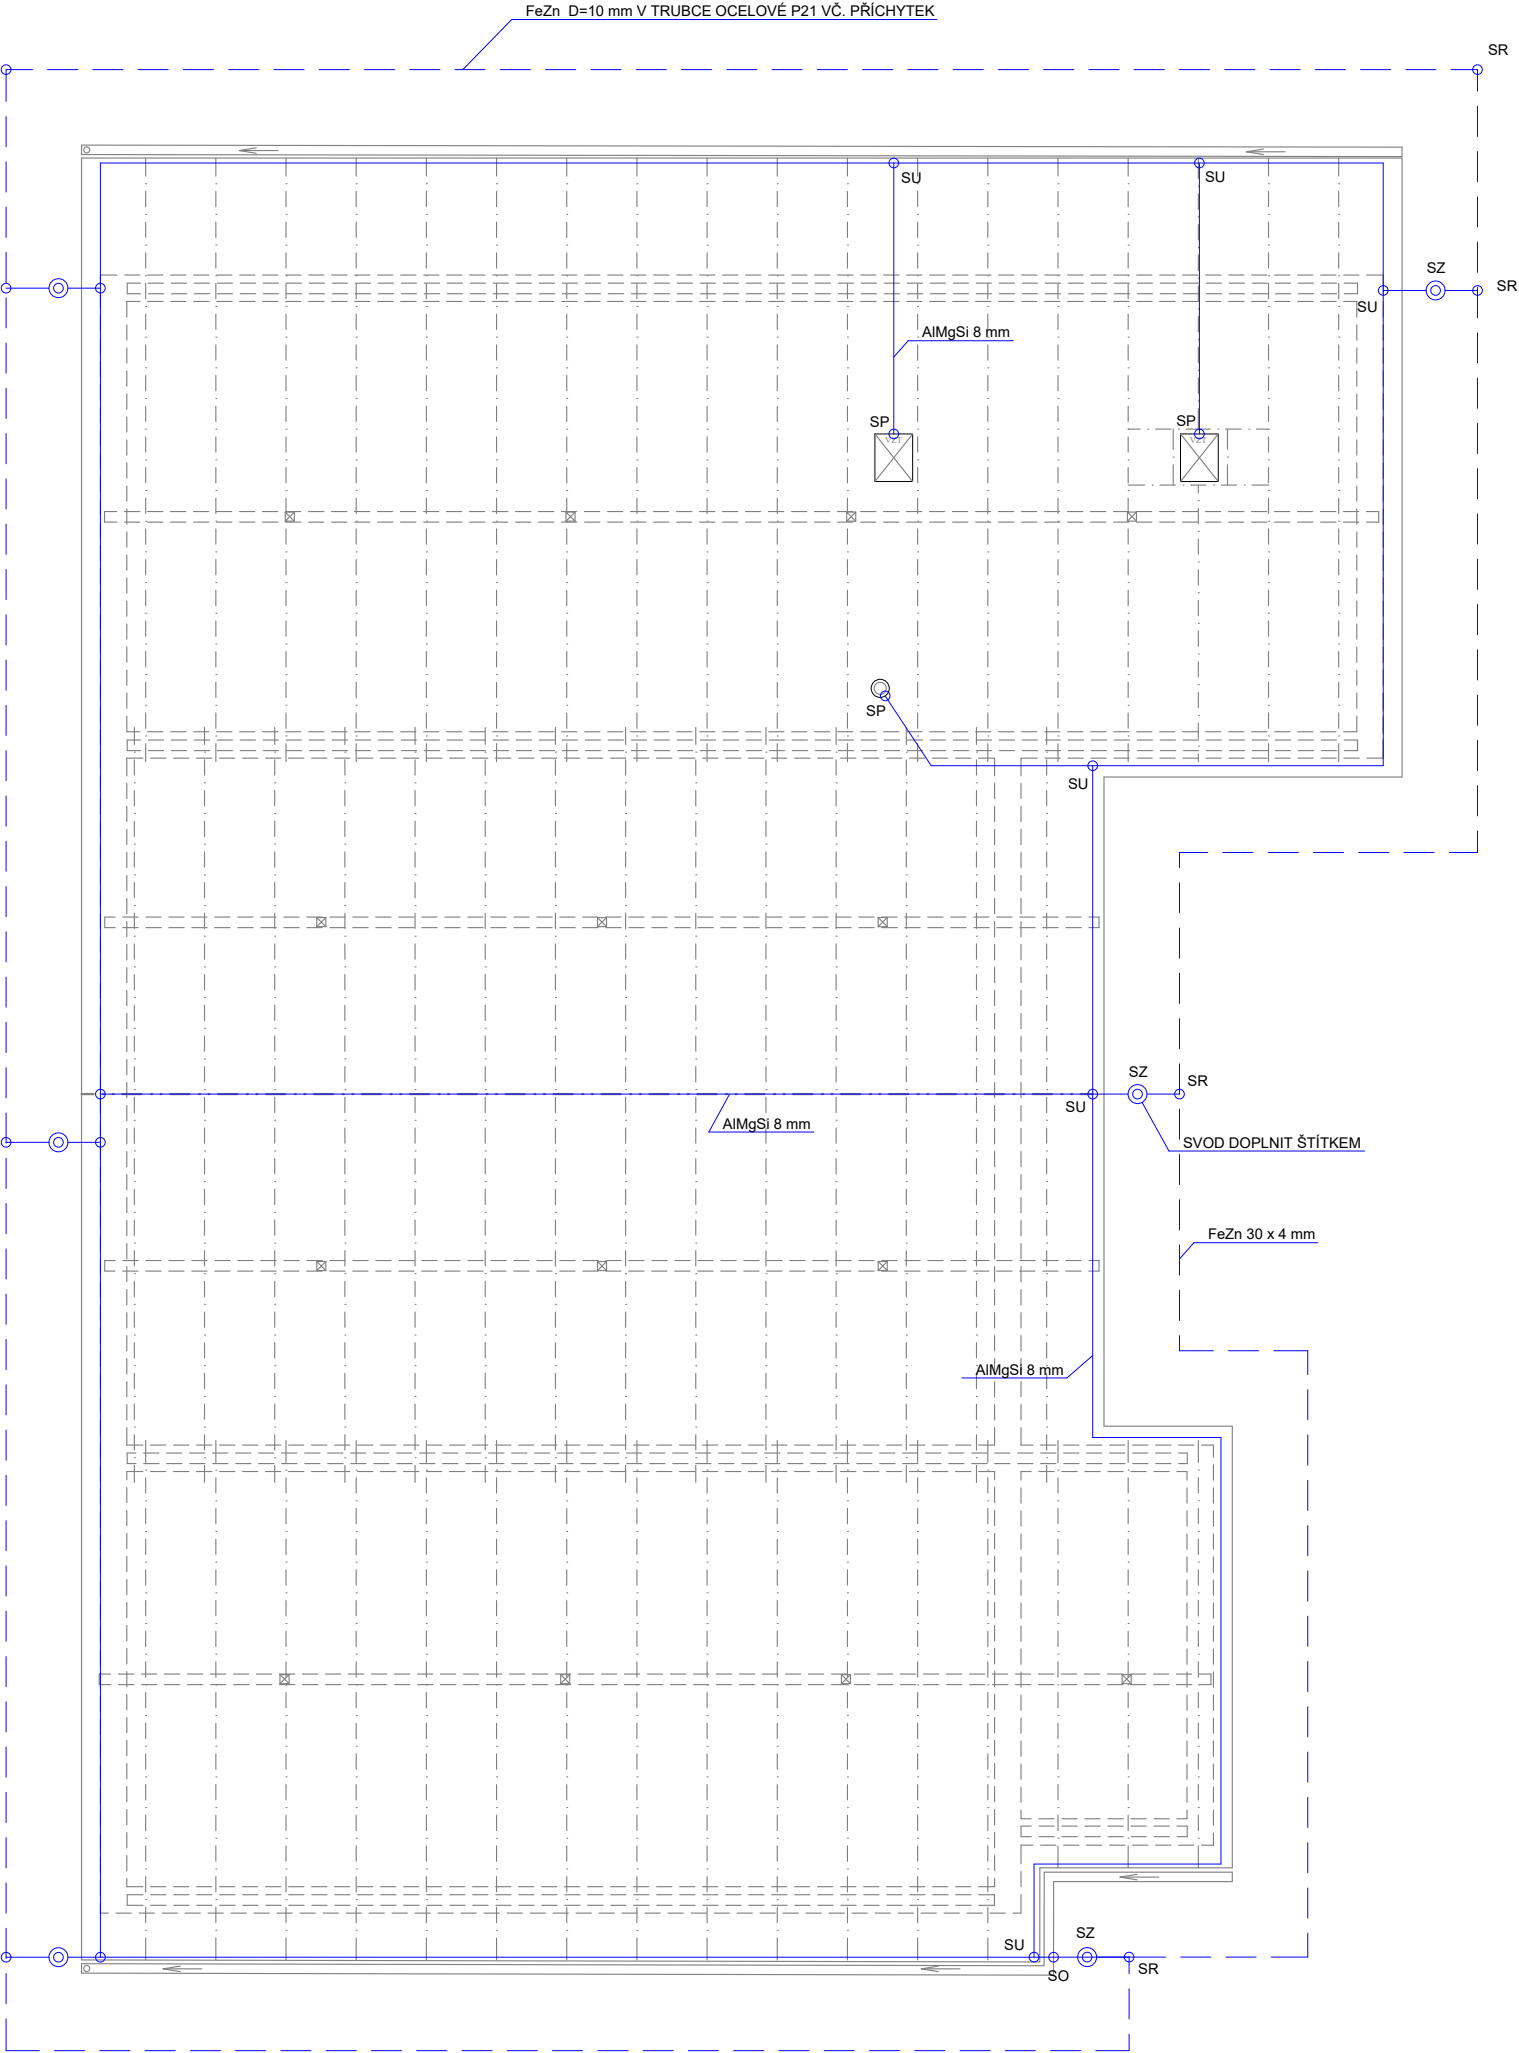 FeZn D=10 mm V TRUBCE OCELOVÉ P21 VČ. PŘÍCHYTEK
SR
SU
SU
SZ
SR
SU
AlMgSi 8 mm
SP
SP
VZT
VZT
SP
SU
SZ
SR
SU
AlMgSi 8 mm
SVOD DOPLNIT ŠTÍTKEM
FeZn 30 x 4 mm
AlMgSi 8 mm
SU
SZ
SO
SR